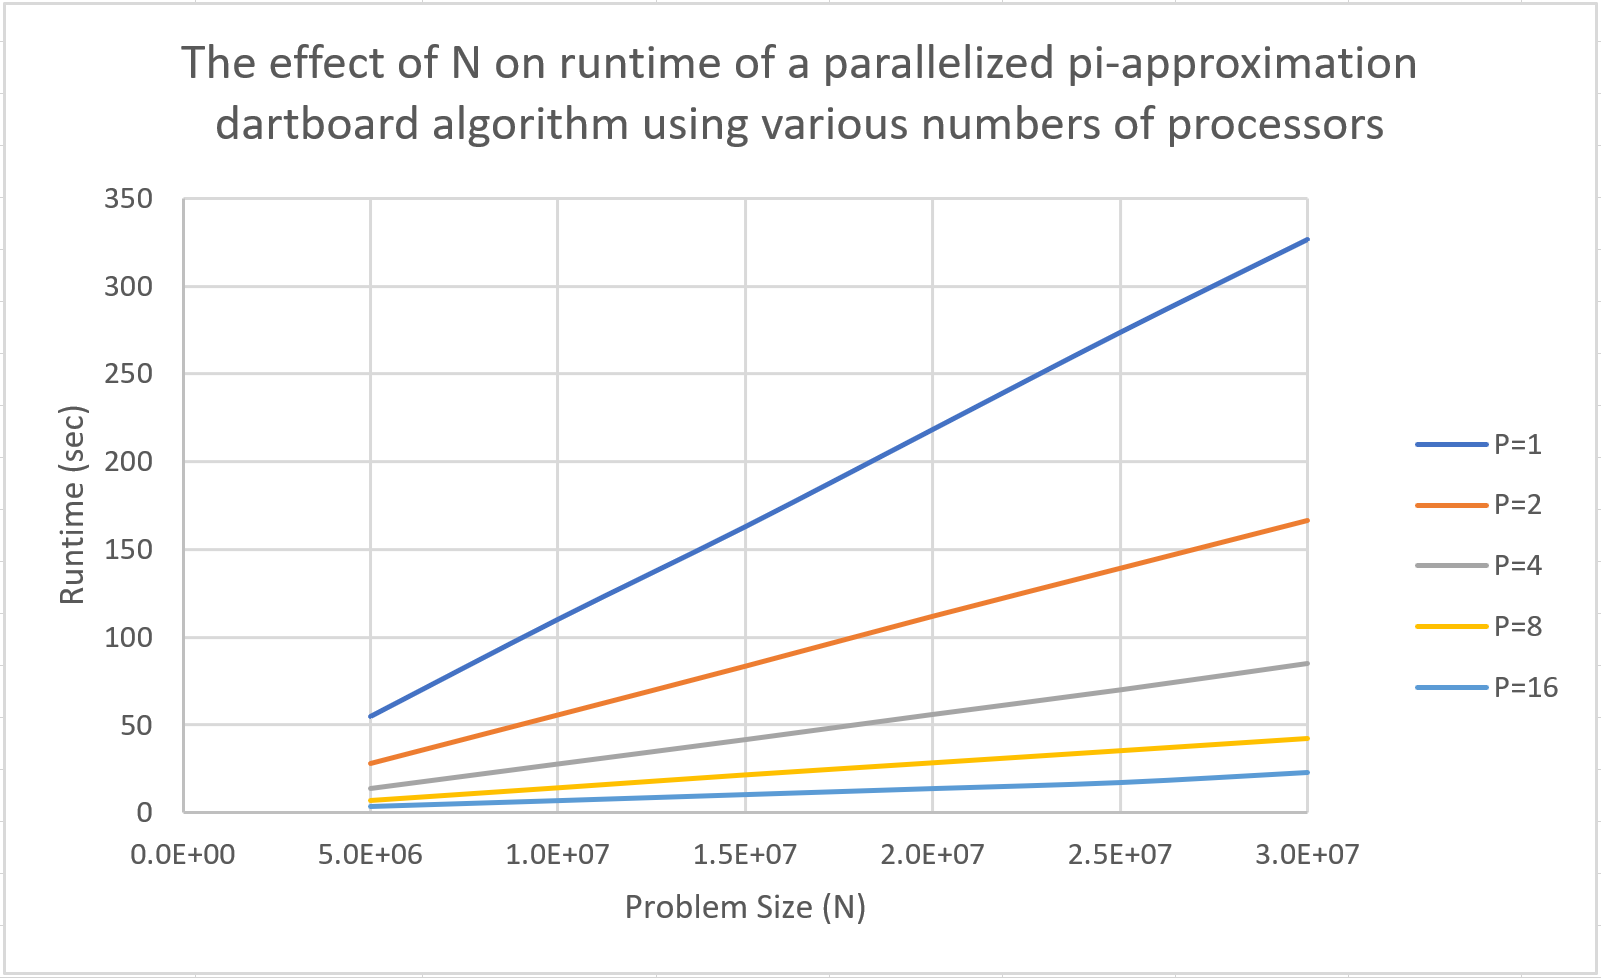 The effect of N on runtime of a parallelized pi-approximation
dartboard algorithm using various numbers of processors
350
300
250
200
150
100
50
0
Runtime (sec)
0.0E+00 5.0E+06 1.0E+07 1.5E+07 2.0E+07 2.5E+07 3.0E+07
Problem Size (N)
P=1
P=2
P=4
P=8
P=16